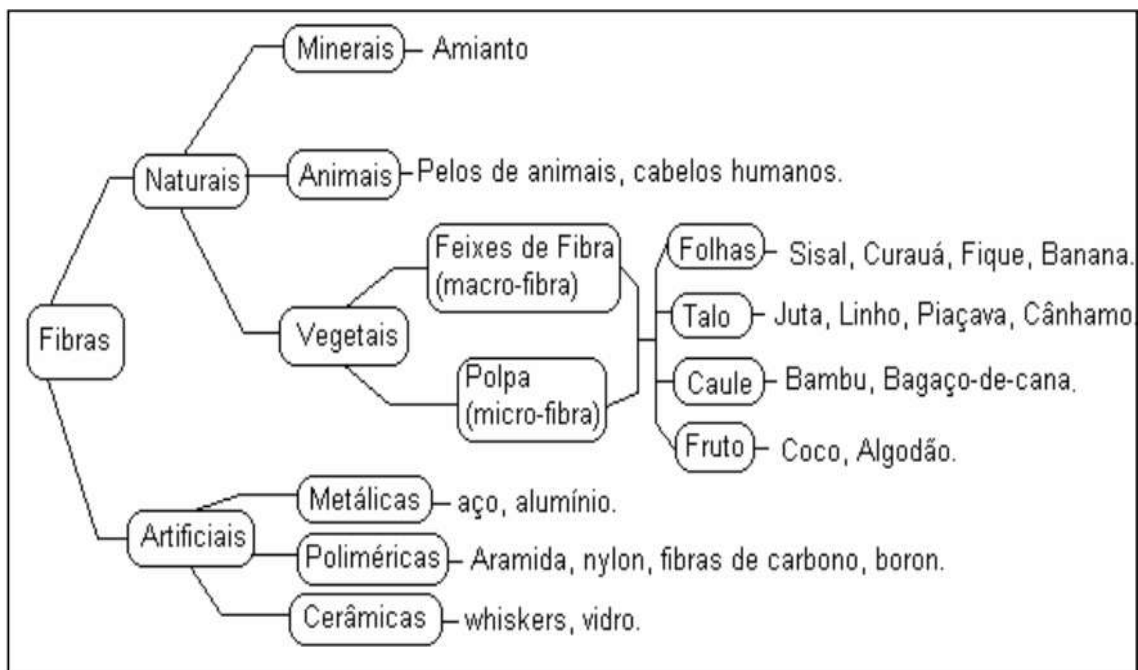 Minerais
Amianto
Naturais
Animais
Pelos de animais, cabelos humanos.
Feixes de Fibra
(macro-fibra)
Folhas
Sisal, Curauá, Fique, Banana.
Fibras
Vegetais
Talo
Juta, Linho, Piaçava, Cânhamo.
Polpa
(micro-fibra)
Caule
Bambu, Bagaço-de-cana.
Fruto
Coco, Algodão.
Artificiais
Metálicas
aço, alumínio.
Poliméricas
Aramida, nylon, fibras de carbono, boron.
Cerâmicas
whiskers, vidro.